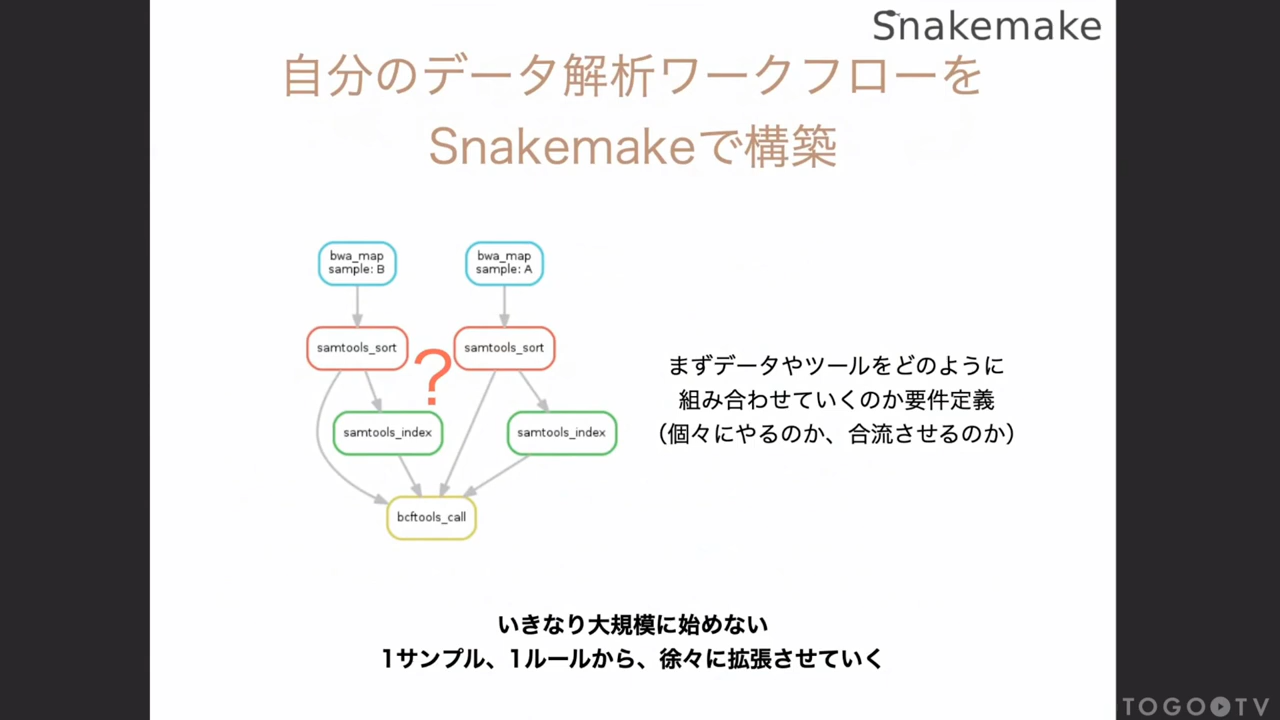 Snakemake
自分のデータ解析ワークフローを
Snakemakeで構築
bwa_map
sample: B
bwa_map
sample: A
samtools_sort
?
samtools_sort
samtools_index
samtools_index
bcftools_call
まずデータやツールをどのように
組み合わせていくのか要件定義
（個々にやるのか、合流させるのか）
いきなり大規模に始めない
1サンプル、1ルールから、徐々に拡張させていく
TOGOTV